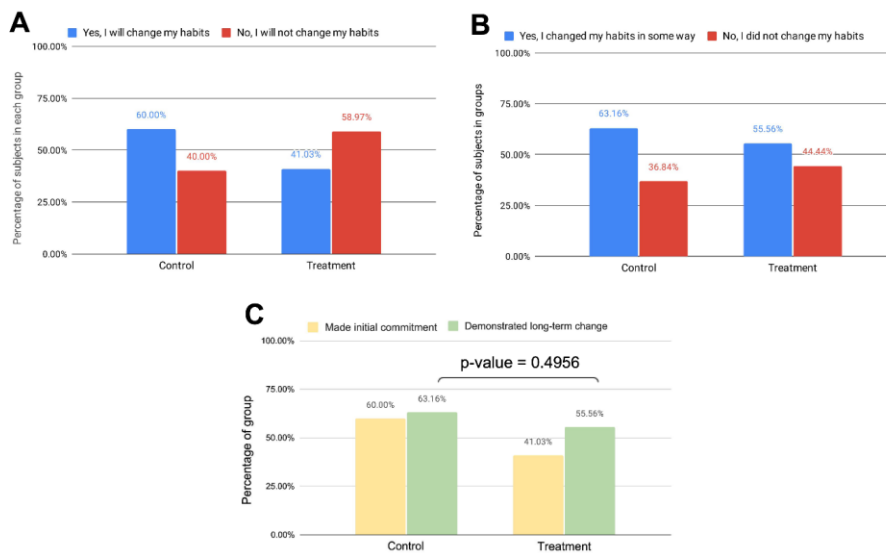 A
Yes, I will change my habits No, I will not change my habits
100.00%
75.00%
50.00%
25.00%
0.00%
Percentage of subjects in each group
60.00%
40.00%
41.03%
58.97%
Control Treatment
B
Yes, I changed my habits in some way No, I did not change my habits
100.00%
75.00%
50.00%
25.00%
0.00%
Percentage of subjects in groups
63.16%
36.84%
55.56%
44.44%
Control Treatment
C
Made initial commitment Demonstrated long-term change
p-value = 0.4956
100.00%
75.00%
50.00%
25.00%
0.00%
Percentage of group
60.00%
63.16%
41.03%
55.56%
Control Treatment